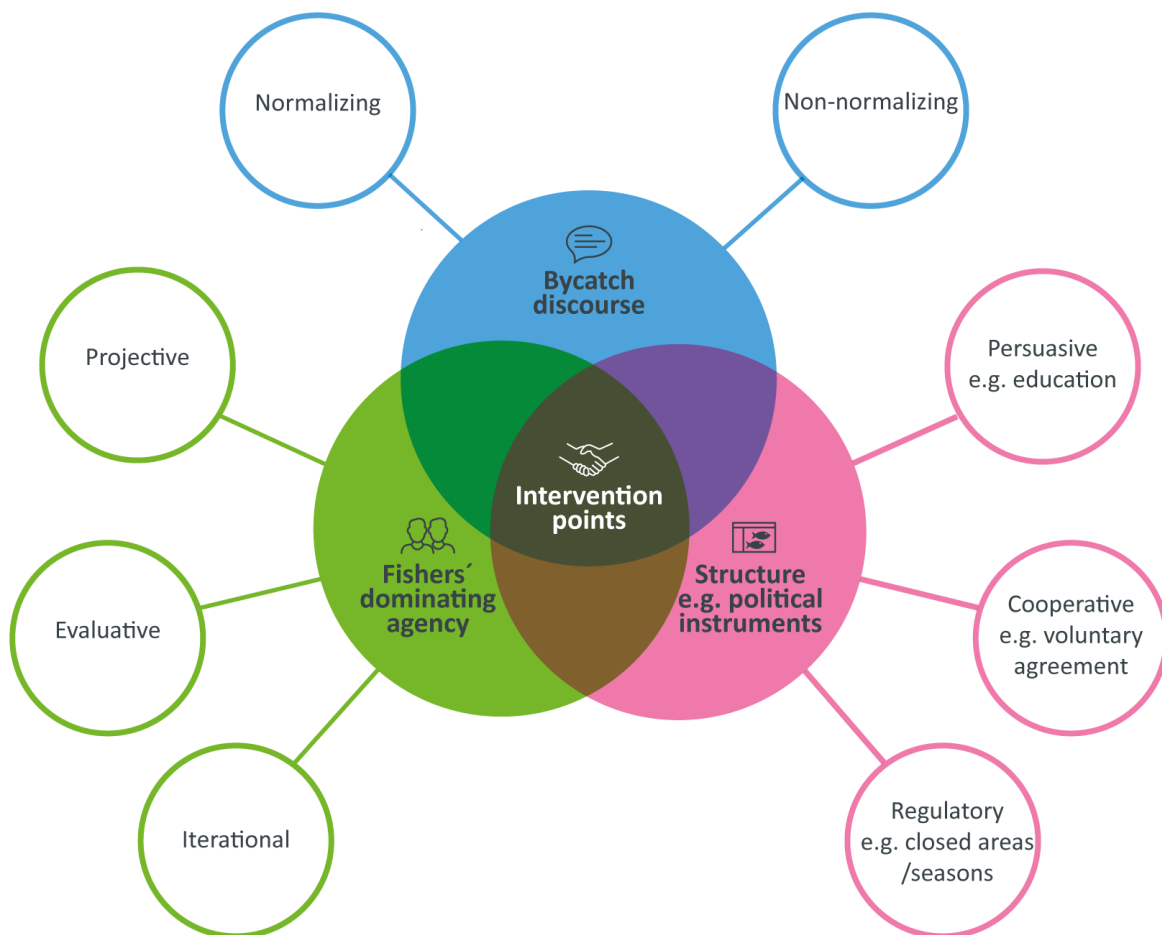 Normalizing
Non-normalizing
Bycatch
discourse
Projective
Persuasive
e.g. education
Intervention
points
Fishers´
dominating
agency
Structure
e.g. political
instruments
Evaluative
Cooperative
e.g. voluntary
agreement
Iterational
Regulatory
e.g. closed areas
/seasons